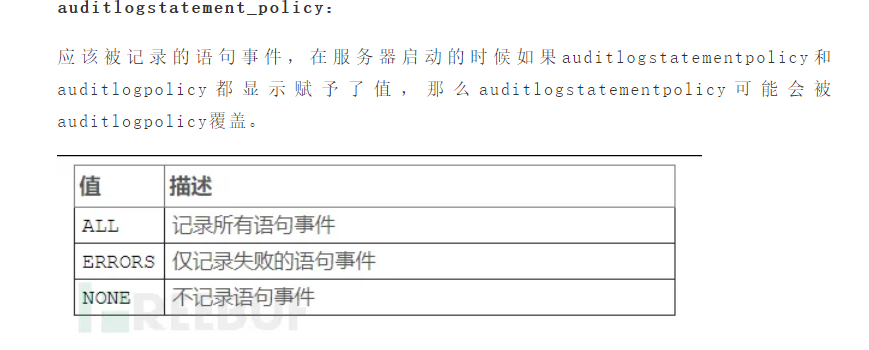 auditlogstatement_policy：
应该被记录的语句事件，在服务器启动的时候如果auditlogstatementpolicy和
auditlogpolicy都显示赋予了值，那么auditlogstatementpolicy可能会被
auditlogpolicy覆盖。
值 描述
ALL 记录所有语句事件
ERRORS 仅记录失败的语句事件
NONE 不记录语句事件
REEBUF